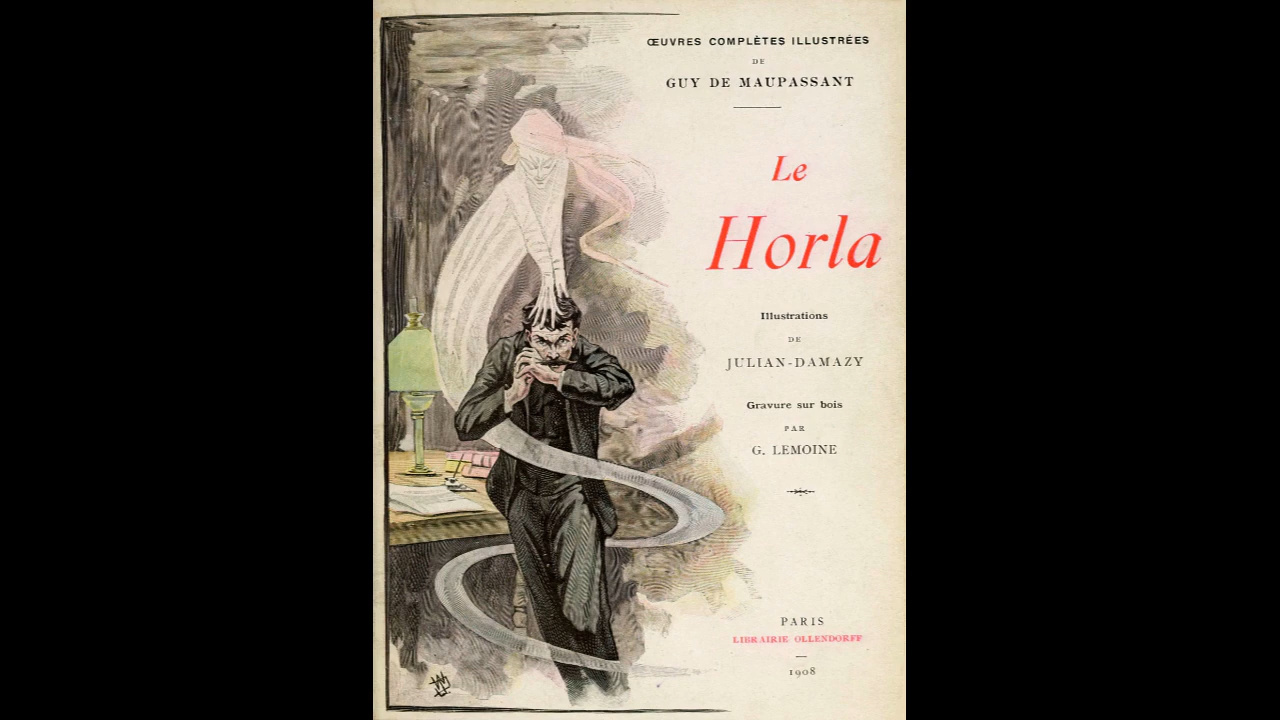 ŒUVRES COMPLÈTES ILLUSTRÉES
DE
GUY DE MAUPASSANT
Le
Horla
Illustrations
DE
JULIAN-DAMAZY
Gravure sur bois
PAR
G. LEMOINE
PARIS
LIBRAIRIE OLLENDORFF
1908